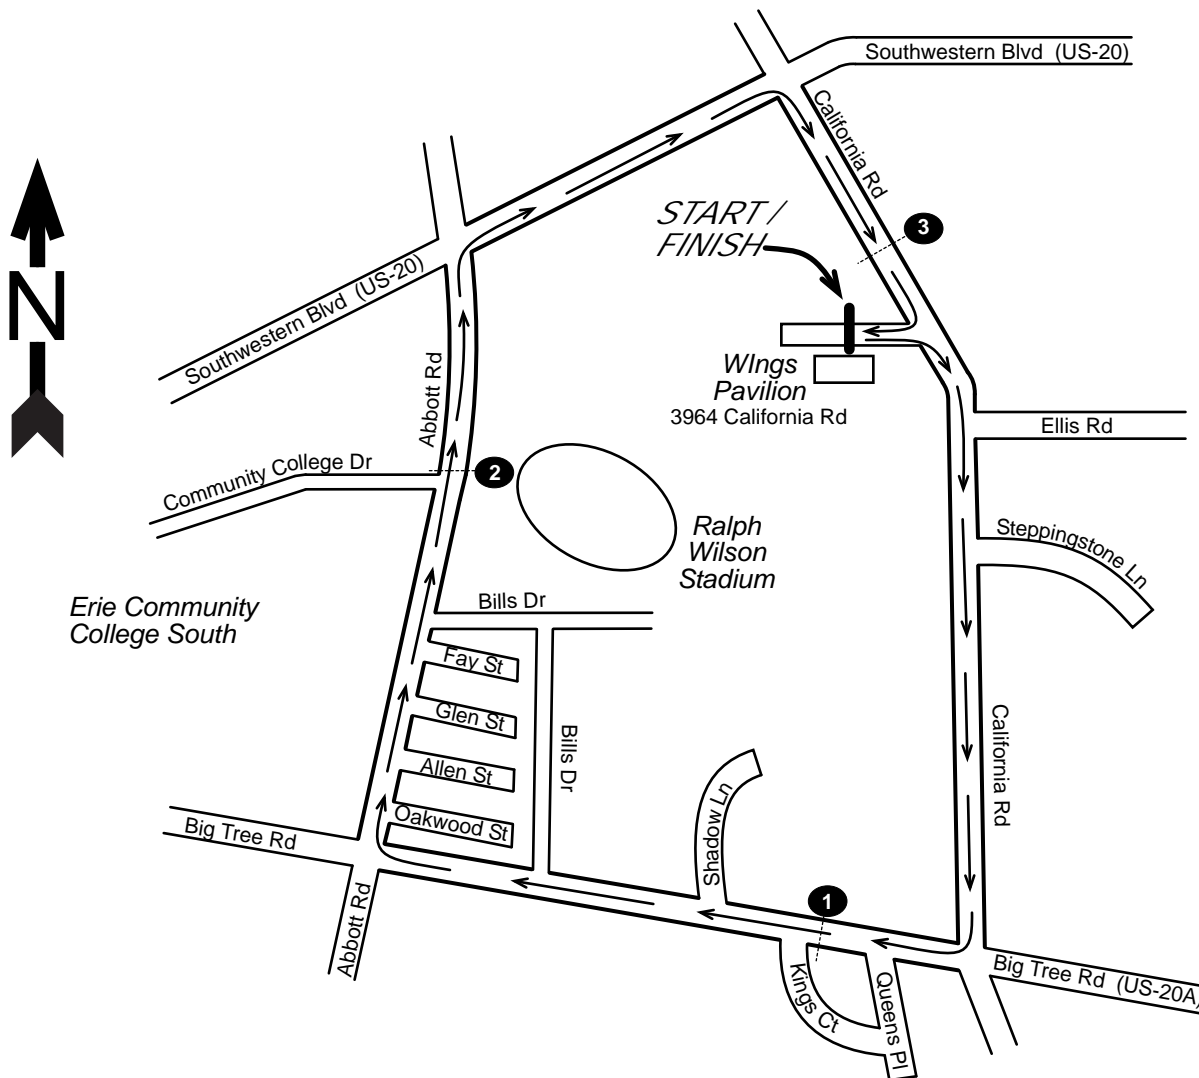 Southwestern Blvd (US-20)
California Rd
START /
FINISH
3
N
Southwestern Blvd (US-20)
Abbott Rd
WIngs
Pavilion
3964 California Rd
Ellis Rd
Community College Dr
2
Ralph
Wilson
Stadium
Steppingstone Ln
Erie Community
College South
Bills Dr
Fay St
Glen St
Allen St
Oakwood St
Bills Dr
California Rd
Shadow Ln
Big Tree Rd
1
Abbott Rd
Kings Ct
Queens Pl
Big Tree Rd (US-20A)